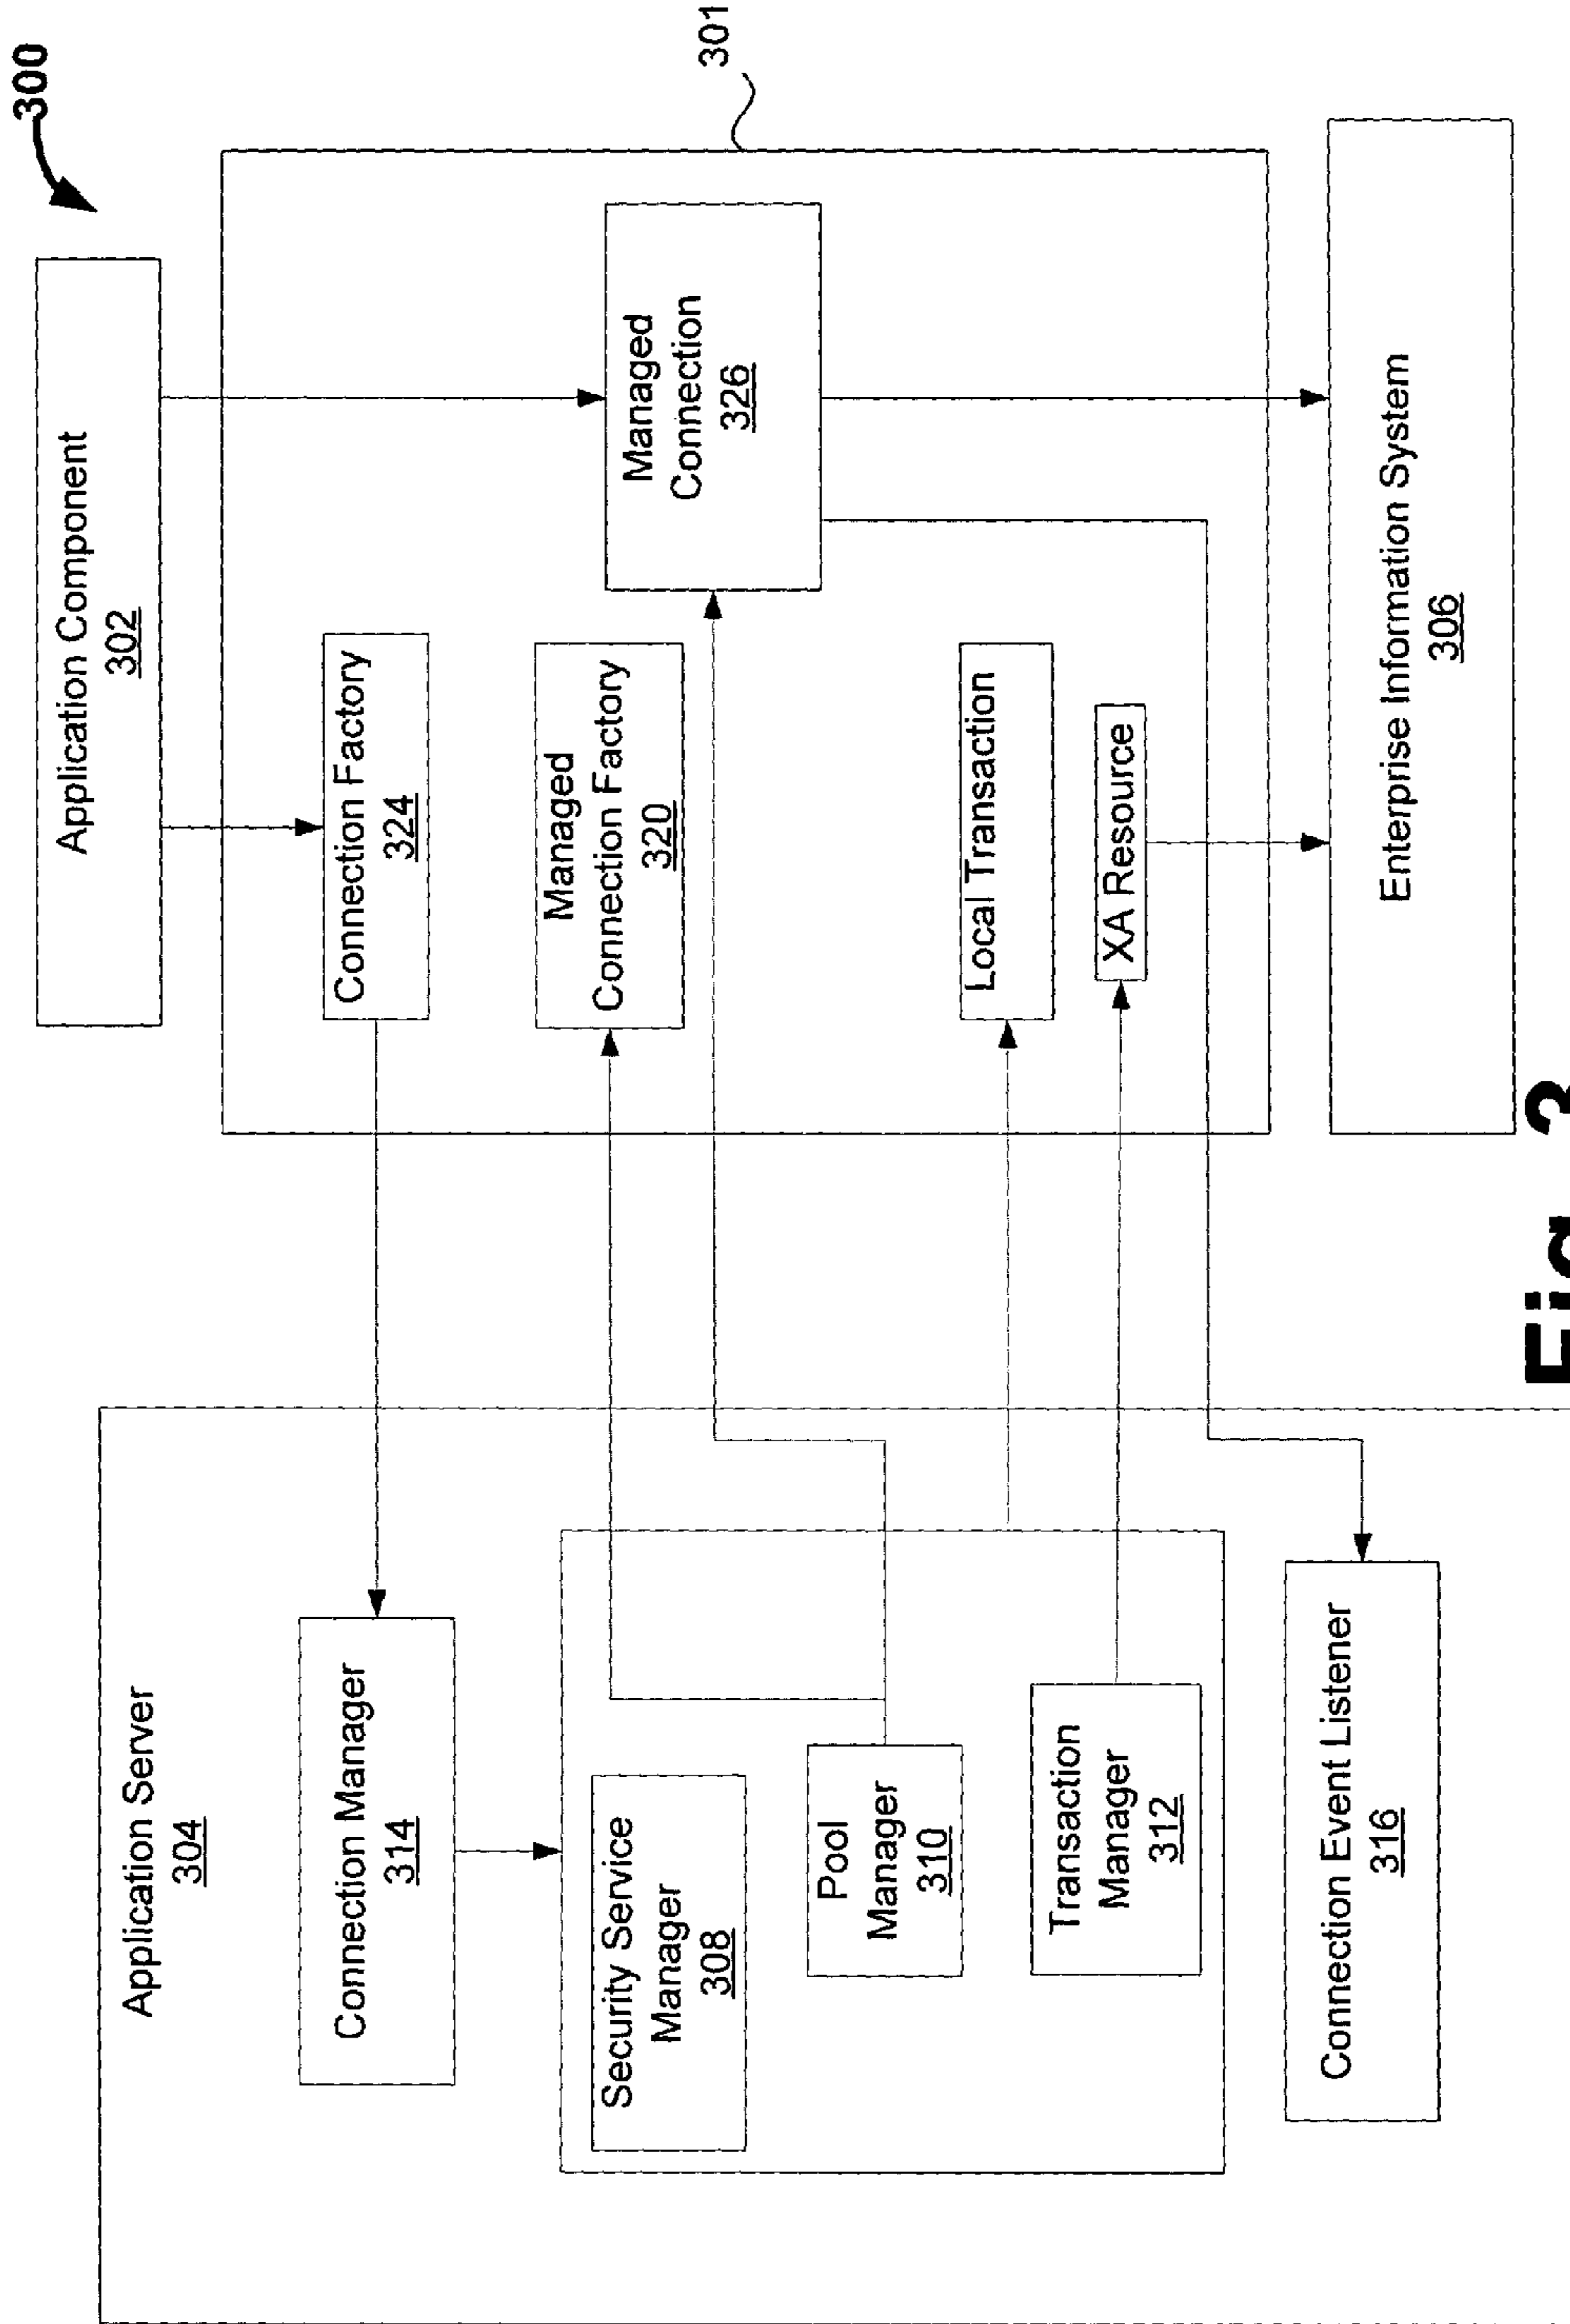 300
Application Component
302
301
Application Server
304
Connection Manager
314
Security Service
Manager
308
Pool
Manager
310
Transaction
Manager
312
Connection Event Listener
316
Connection Factory
324
Managed
Connection Factory
320
Managed
Connection
326
Local Transaction
XA Resource
Enterprise Information System
306
Fig. 3